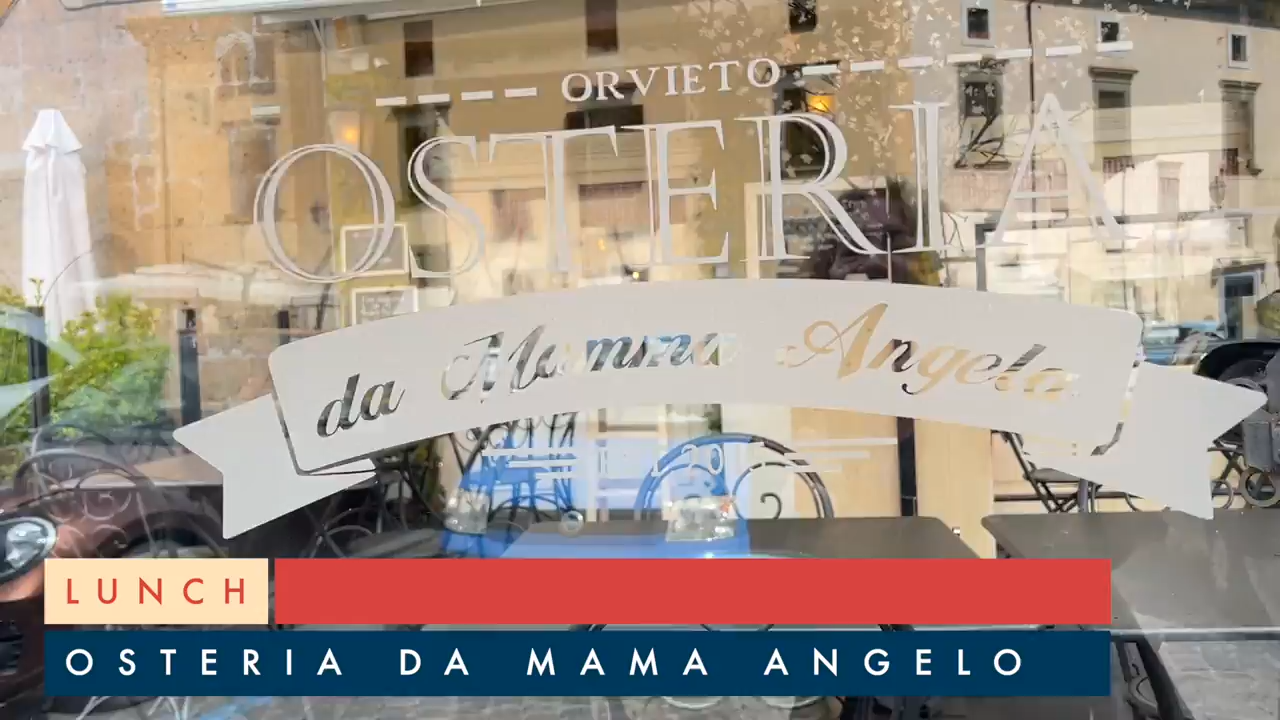 ORVIETO
OSTERIA
da Mamma Angela
LUNCH
OSTERIA DA MAMA ANGELO